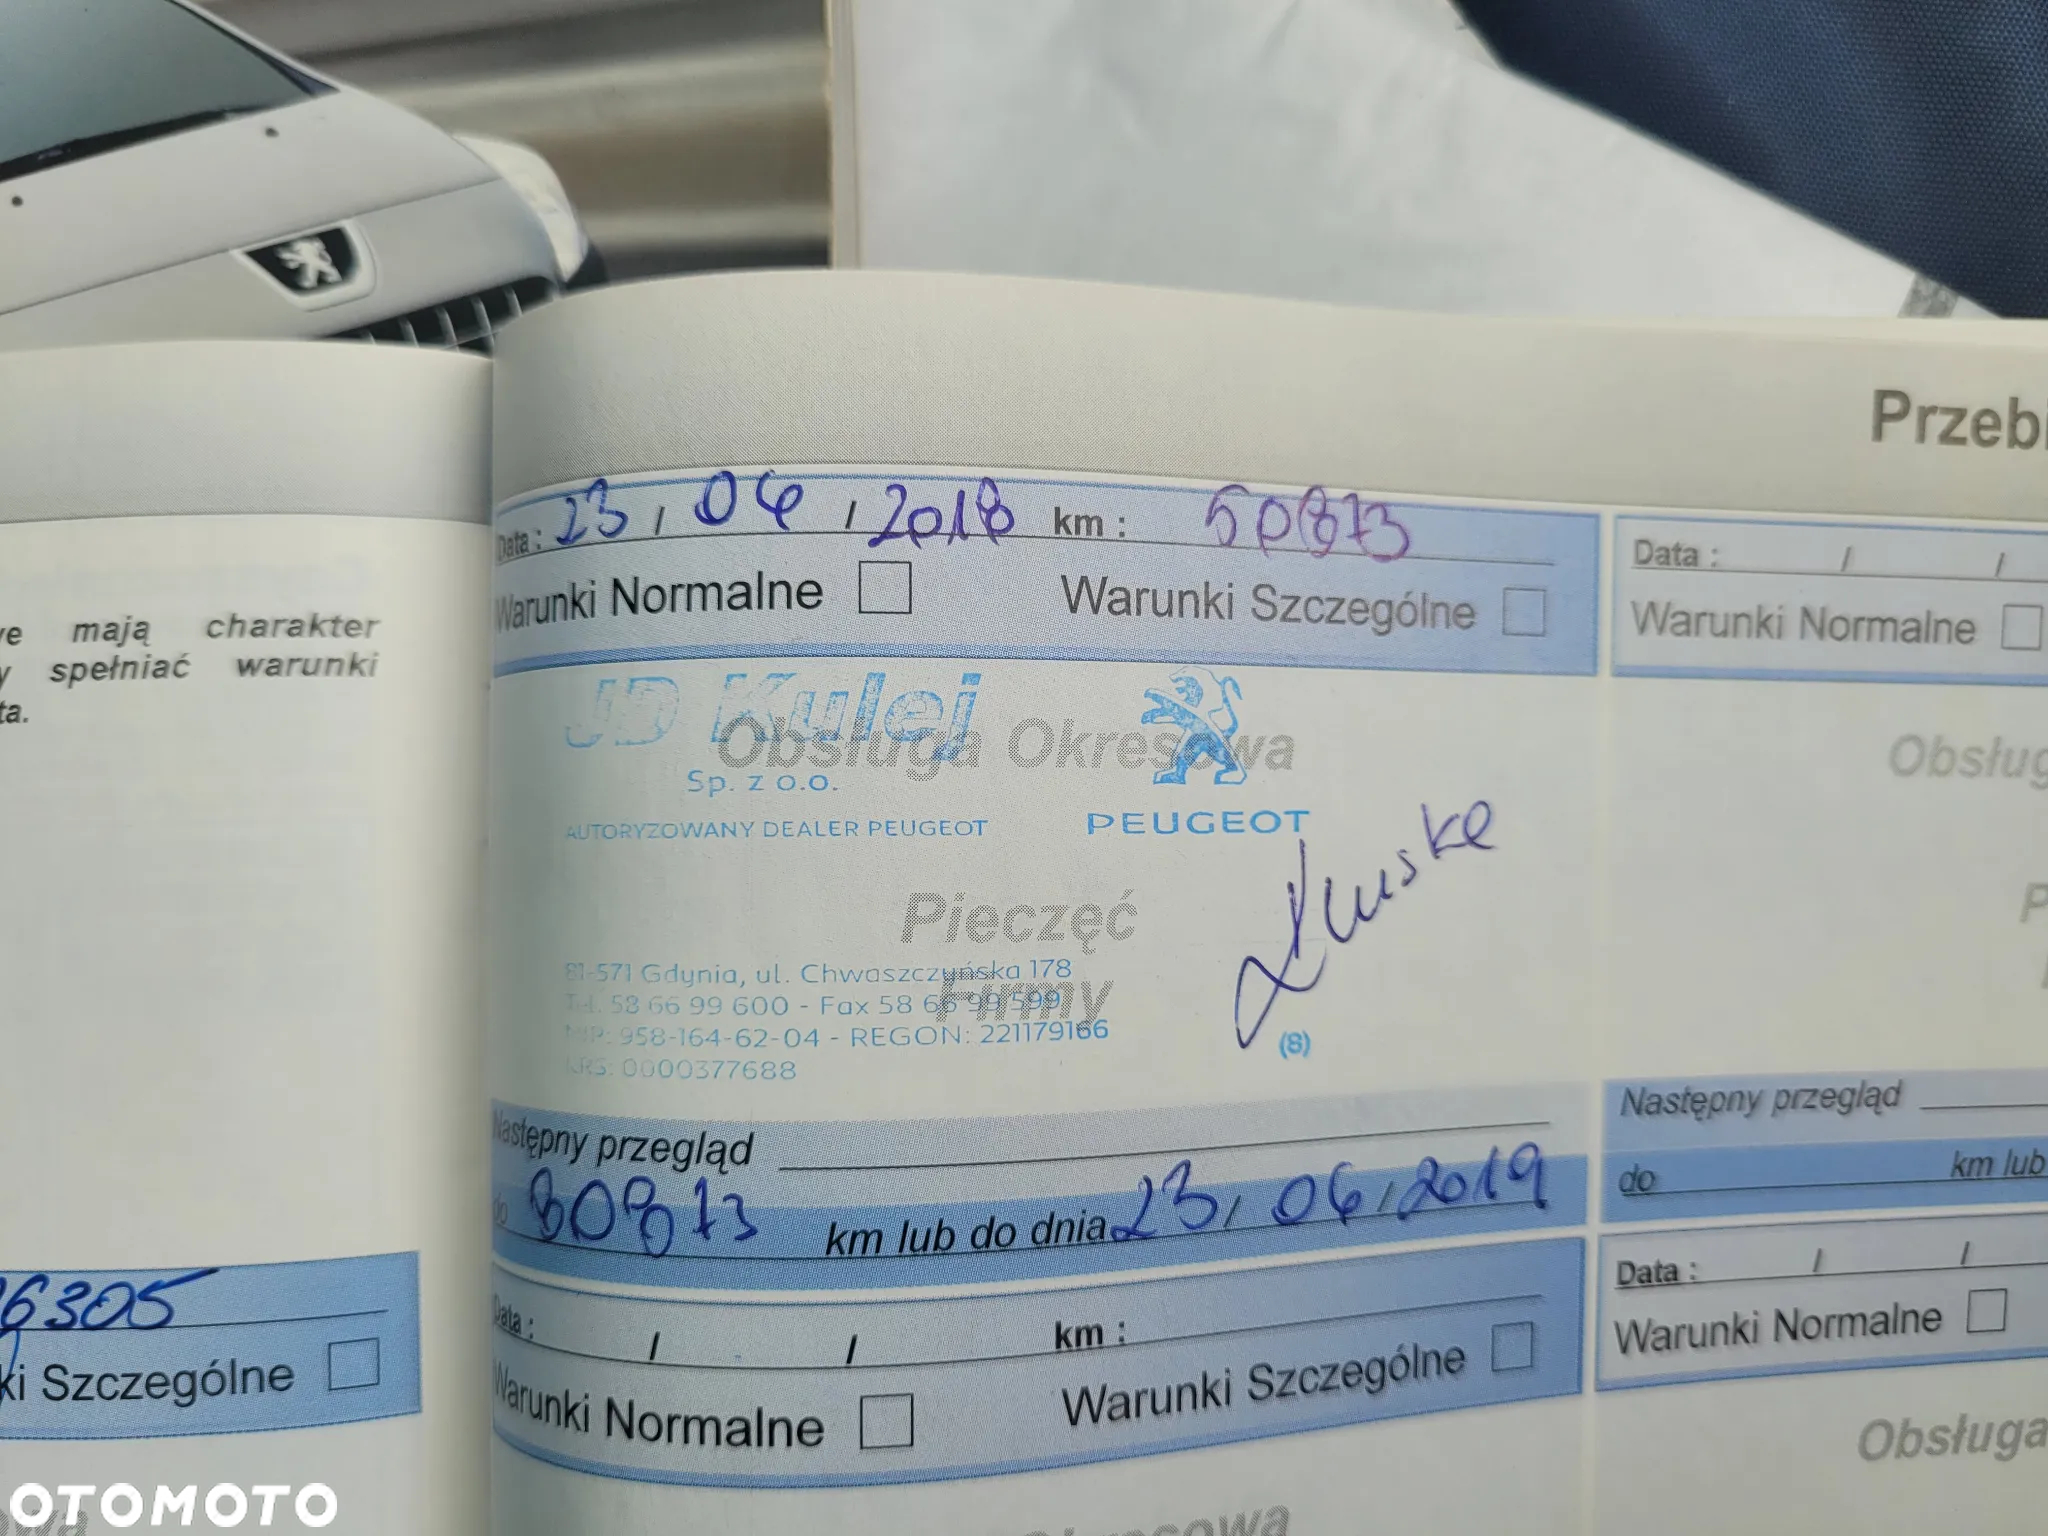 Przebi
Data : 23 / 06 / 2018 km : 50873
Warunki Normalne Warunki Szczególne
JD Kulej
Obsługa Okresowa
Sp. z o.o.
AUTORYZOWANY DEALER PEUGEOT
PEUGEOT
Pieczęć
Firmy
81-571 Gdynia, ul. Chwaszczyńska 178
Tel. 58 66 99 600 - Fax 58 66 99 599
NIP: 958-164-62-04 - REGON: 221179166
KRS: 0000377688
(8)
Następny przegląd
do 80873 km lub do dnia 23/06/2019
Data : / / km :
Warunki Normalne Warunki Szczególne
Okresowa
Data : / /
Warunki Normalne
Obsług
P
Następny przegląd
do km lub
Data : / /
Warunki Normalne
Obsługa
we mają charakter
y spełniać warunki
ta.
6305
ki Szczególne
OTOMOTO